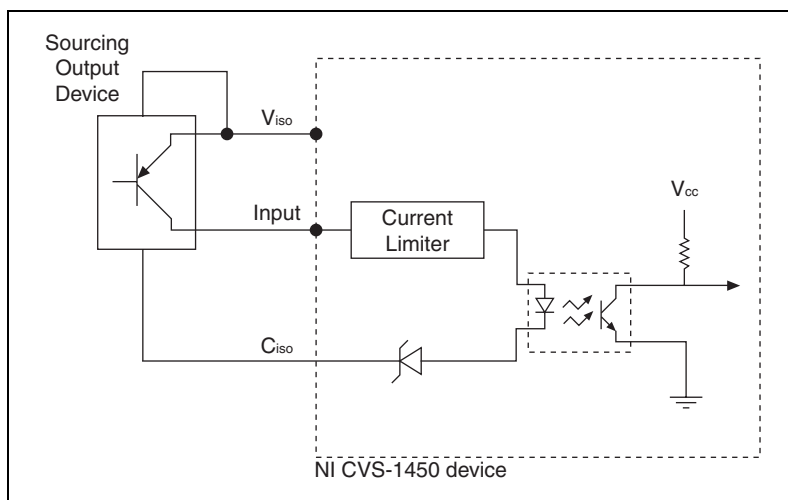 Sourcing
Output
Device
Viso
Input
Current
Limiter
Vcc
Ciso
NI CVS-1450 device